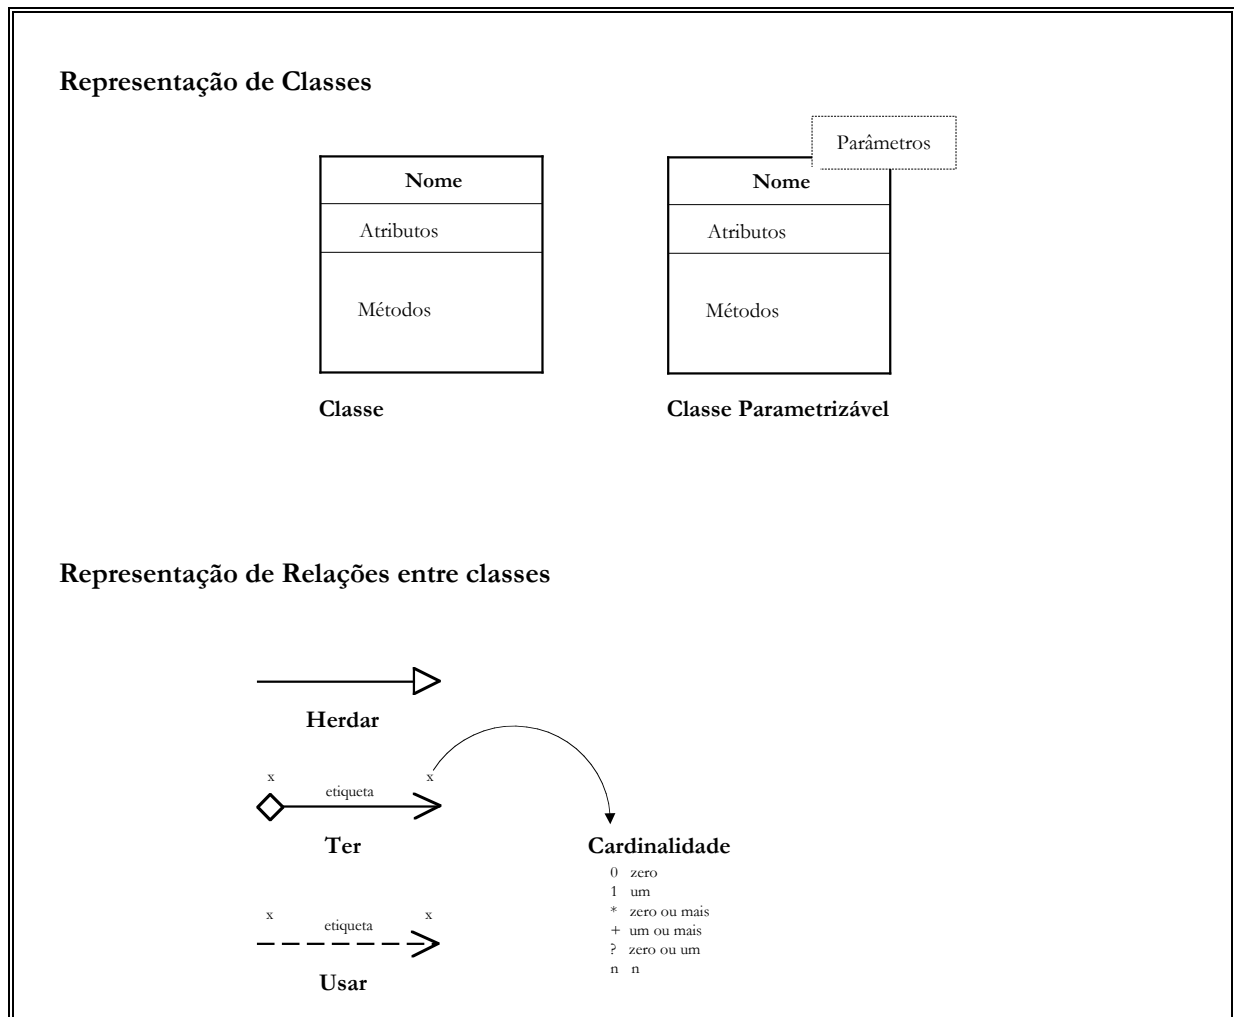 Representação de Classes
Parâmetros
Nome
Nome
Atributos
Atributos
Métodos
Métodos
Classe
Classe Parametrizável
Representação de Relações entre classes
Herdar
x
x
etiqueta
Ter
Cardinalidade
0 zero
1 um
* zero ou mais
+ um ou mais
? zero ou um
n n
x
x
etiqueta
Usar